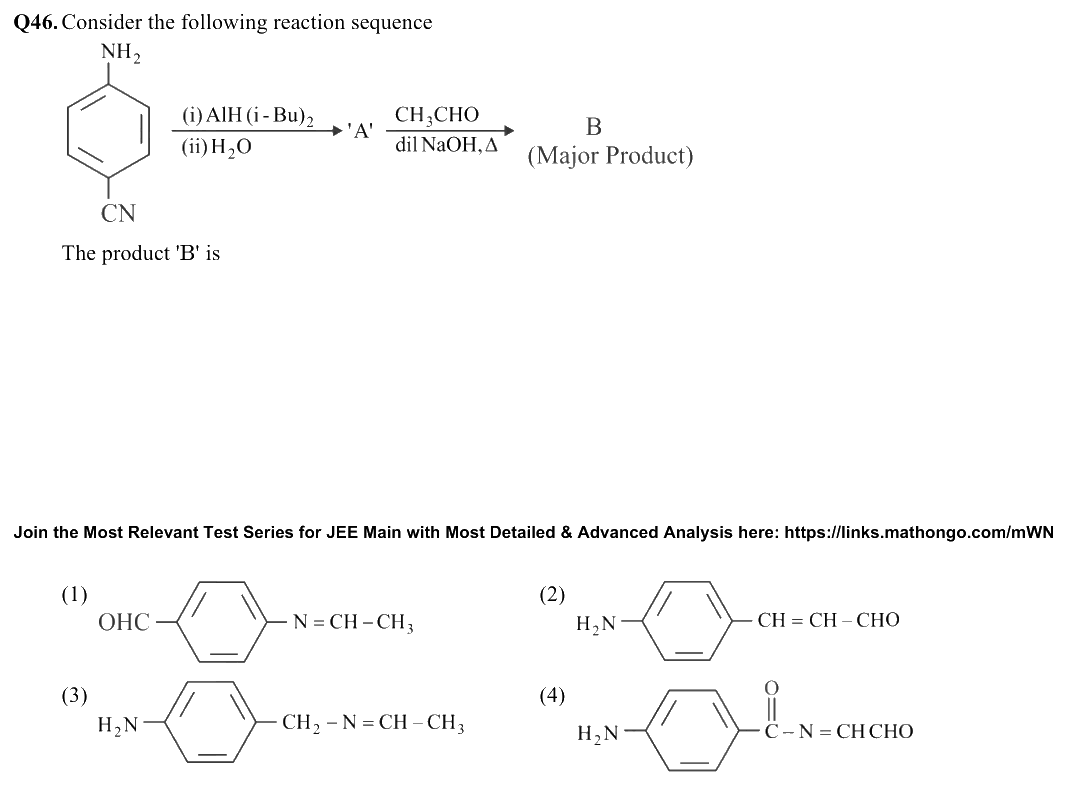 Q46. Consider the following reaction sequence
NH2
(i) AlH (i - Bu)2
(ii) H2O
'A'
CH3CHO
dil NaOH, Δ
B
(Major Product)
CN
The product 'B' is
Join the Most Relevant Test Series for JEE Main with Most Detailed & Advanced Analysis here: https://links.mathongo.com/mWN
(1)
OHC
N = CH – CH3
(2)
H2N
CH = CH – CHO
(3)
H2N
CH2 – N = CH – CH3
(4)
H2N
O
C – N = CH CHO